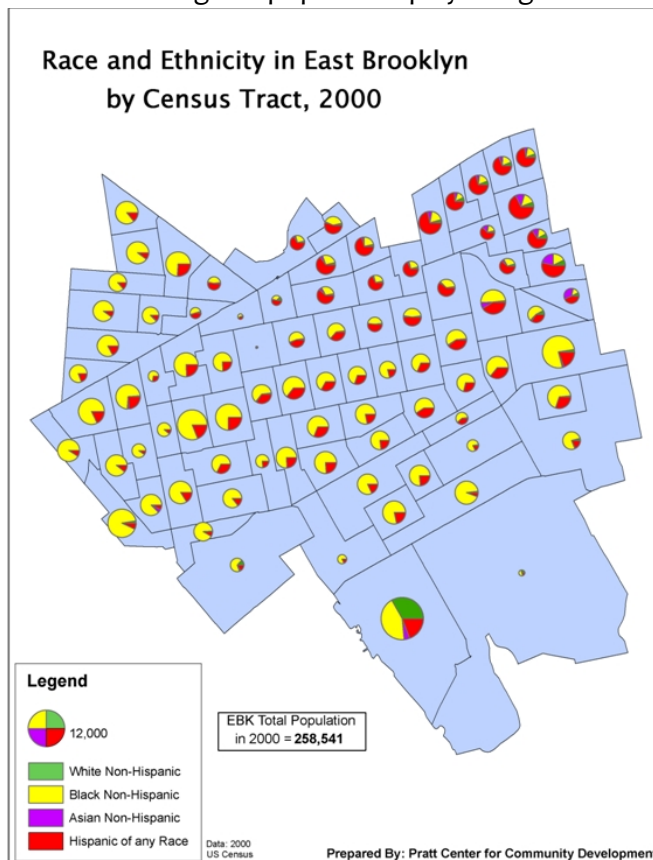 Race and Ethnicity in East Brooklyn
by Census Tract, 2000
Legend
12,000
White Non-Hispanic
Black Non-Hispanic
Asian Non-Hispanic
Hispanic of any Race
EBK Total Population
in 2000 = 258,541
Data: 2000
US Census
Prepared By: Pratt Center for Community Development